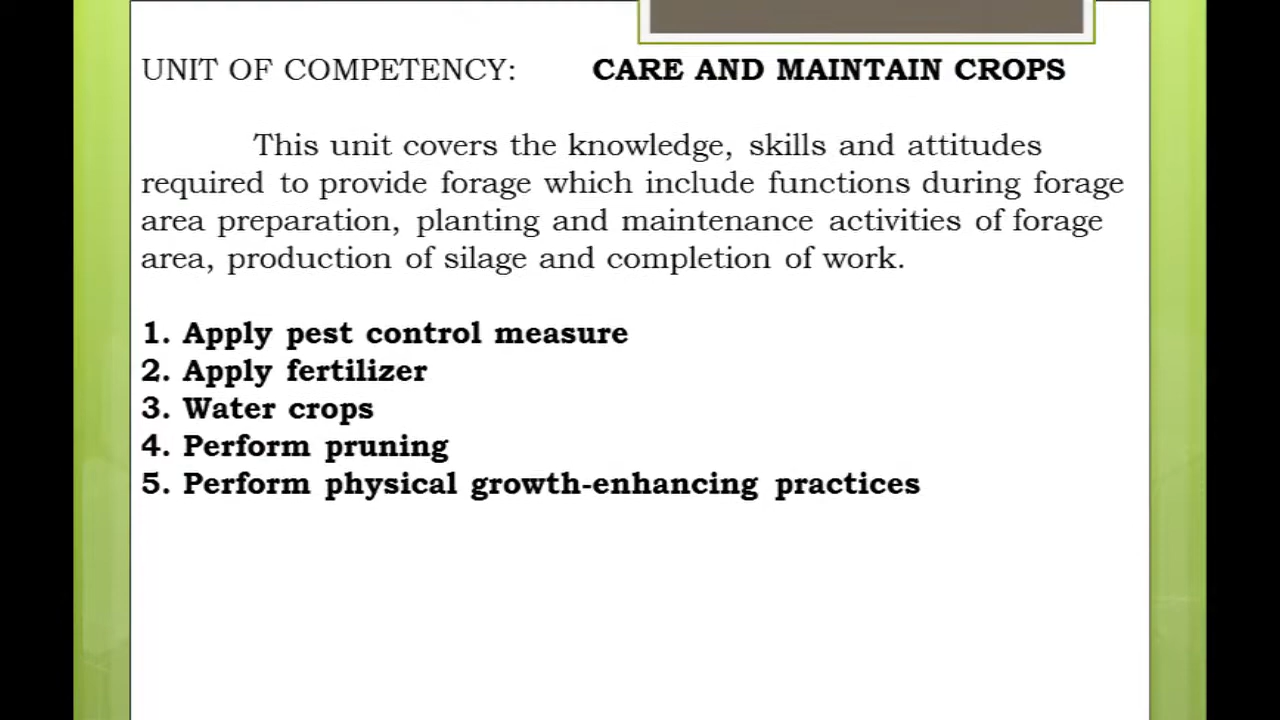 UNIT OF COMPETENCY: CARE AND MAINTAIN CROPS
This unit covers the knowledge, skills and attitudes
required to provide forage which include functions during forage
area preparation, planting and maintenance activities of forage
area, production of silage and completion of work.
1. Apply pest control measure
2. Apply fertilizer
3. Water crops
4. Perform pruning
5. Perform physical growth-enhancing practices